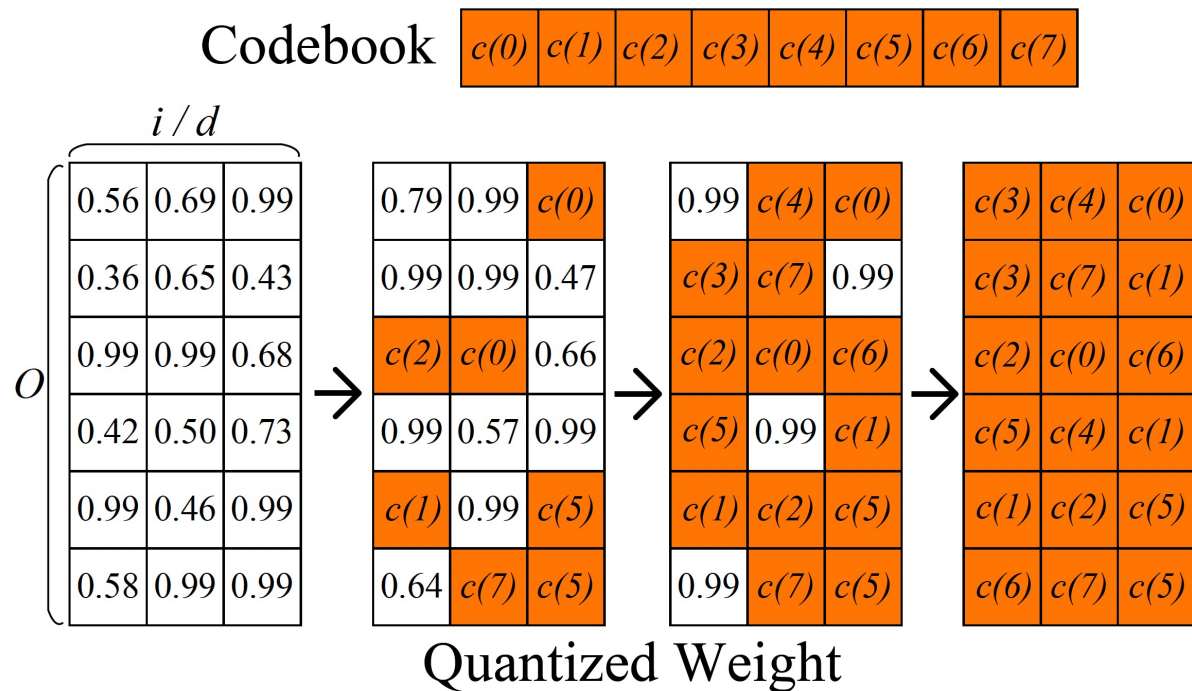 Codebook c(0) c(1) c(2) c(3) c(4) c(5) c(6) c(7)
i / d
0.56 0.69 0.99 0.79 0.99 c(0) 0.99 c(4) c(0) c(3) c(4) c(0)
0.36 0.65 0.43 0.99 0.99 0.47 c(3) c(7) 0.99 c(3) c(7) c(1)
0.99 0.99 0.68 c(2) c(0) 0.66 c(2) c(0) c(6) c(2) c(0) c(6)
O
0.42 0.50 0.73 0.99 0.57 0.99 c(5) 0.99 c(1) c(5) c(4) c(1)
0.99 0.46 0.99 c(1) 0.99 c(5) c(1) c(2) c(5) c(1) c(2) c(5)
0.58 0.99 0.99 0.64 c(7) c(5) 0.99 c(7) c(5) c(6) c(7) c(5)
Quantized Weight